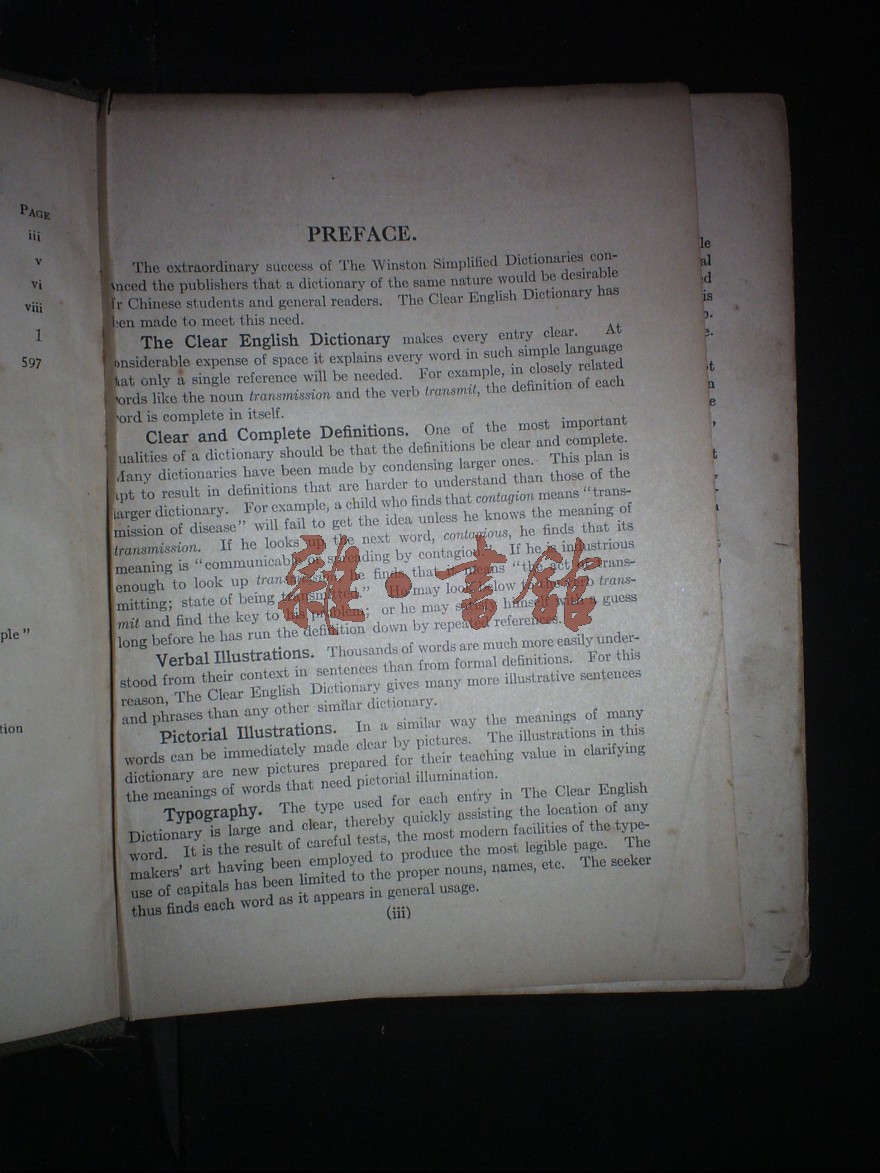 PAGE
iii
v
vi
viii
1
597
ple"
tion
PREFACE.
The extraordinary success of The Winston Simplified Dictionaries con-
nced the publishers that a dictionary of the same nature would be desirable
r Chinese students and general readers. The Clear English Dictionary has
en made to meet this need.
The Clear English Dictionary makes every entry clear. At
onsiderable expense of space it explains every word in such simple language
hat only a single reference will be needed. For example, in closely related
ords like the noun transmission and the verb transmit, the definition of each
ord is complete in itself.
Clear and Complete Definitions. One of the most important
ualities of a dictionary should be that the definitions be clear and complete.
Many dictionaries have been made by condensing larger ones. This plan is
apt to result in definitions that are harder to understand than those of the
larger dictionary. For example, a child who finds that contagion means "trans-
mission of disease" will fail to get the idea unless he knows the meaning of
transmission. If he looks up the next word, contagious, he finds that its
meaning is "communicable or spreading by contagion." If he is industrious
enough to look up transmission he finds that it means "the act of trans-
mitting; state of being transmitted." He may look below to the verb trans-
mit and find the key to his problem; or he may satisfy himself with a guess
long before he has run the definition down by repeated references.
Verbal Illustrations. Thousands of words are much more easily under-
stood from their context in sentences than from formal definitions. For this
reason, The Clear English Dictionary gives many more illustrative sentences
and phrases than any other similar dictionary.
Pictorial Illustrations. In a similar way the meanings of many
words can be immediately made clear by pictures. The illustrations in this
dictionary are new pictures prepared for their teaching value in clarifying
the meanings of words that need pictorial illumination.
Typography. The type used for each entry in The Clear English
Dictionary is large and clear, thereby quickly assisting the location of any
word. It is the result of careful tests, the most modern facilities of the type-
makers' art having been employed to produce the most legible page. The
use of capitals has been limited to the proper nouns, names, etc. The seeker
thus finds each word as it appears in general usage.
(iii)
雜·書館